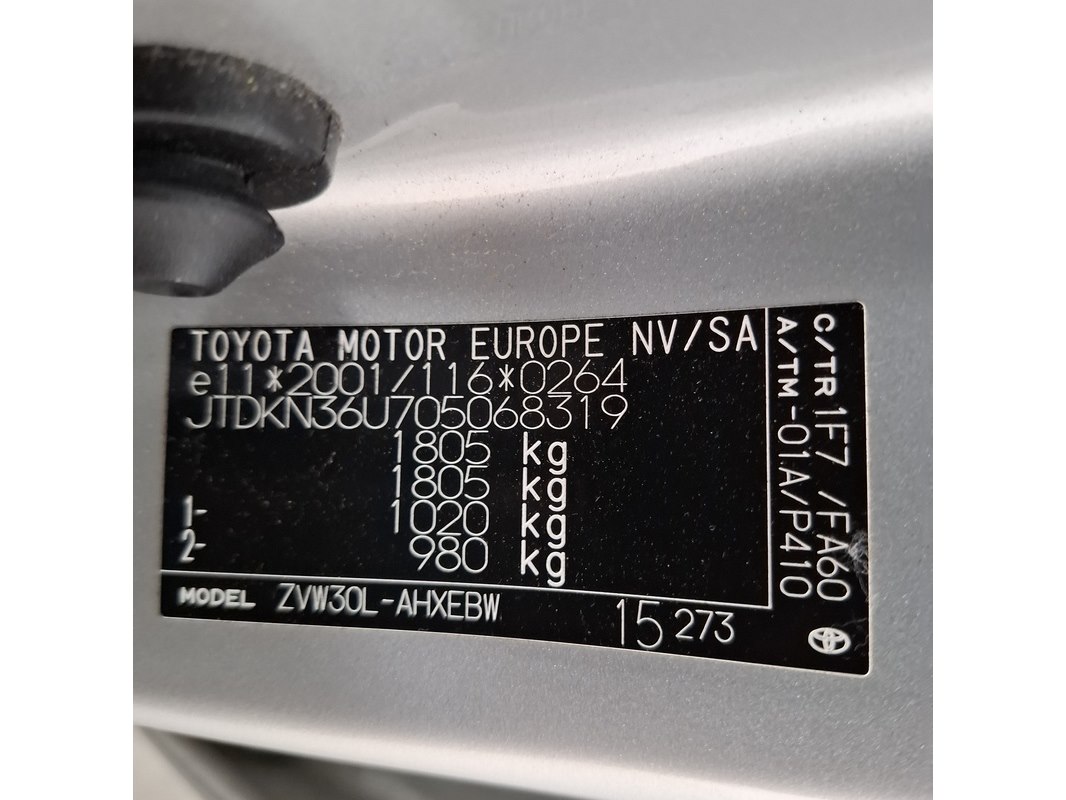 TOYOTA MOTOR EUROPE NV/SA
e11*2001/116*0264
JTDKN36U705068319
1805 kg
1805 kg
1- 1020 kg
2- 980 kg
MODEL ZVW30L-AHXEBW
15 273
C/TR 1F7 /FA60
A/TM-01A/P410